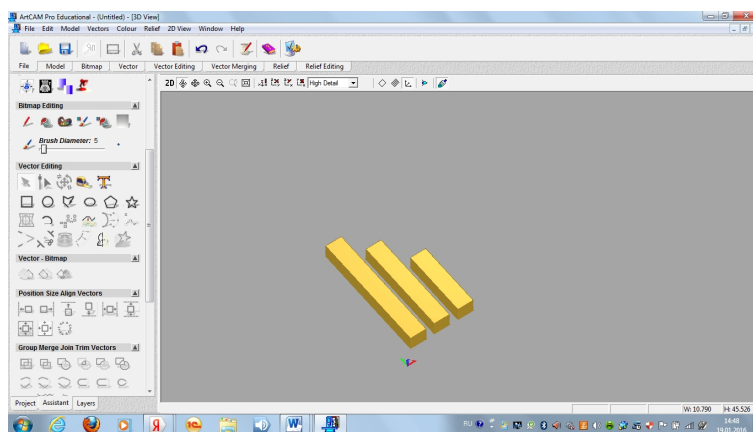 ArtCAM Pro Educational - (Untitled) - [3D View]
File Edit Model Vectors Colour Relief 2D View Window Help
File Model Bitmap Vector Vector Editing Vector Merging Relief Relief Editing
2D High Detail
Bitmap Editing
Brush Diameter: 5
Vector Editing
Vector - Bitmap
Position Size Align Vectors
Group Merge Join Trim Vectors
Project Assistant Layers
W: 10.790 H: 45.526
RU 14:48
19.01.2016